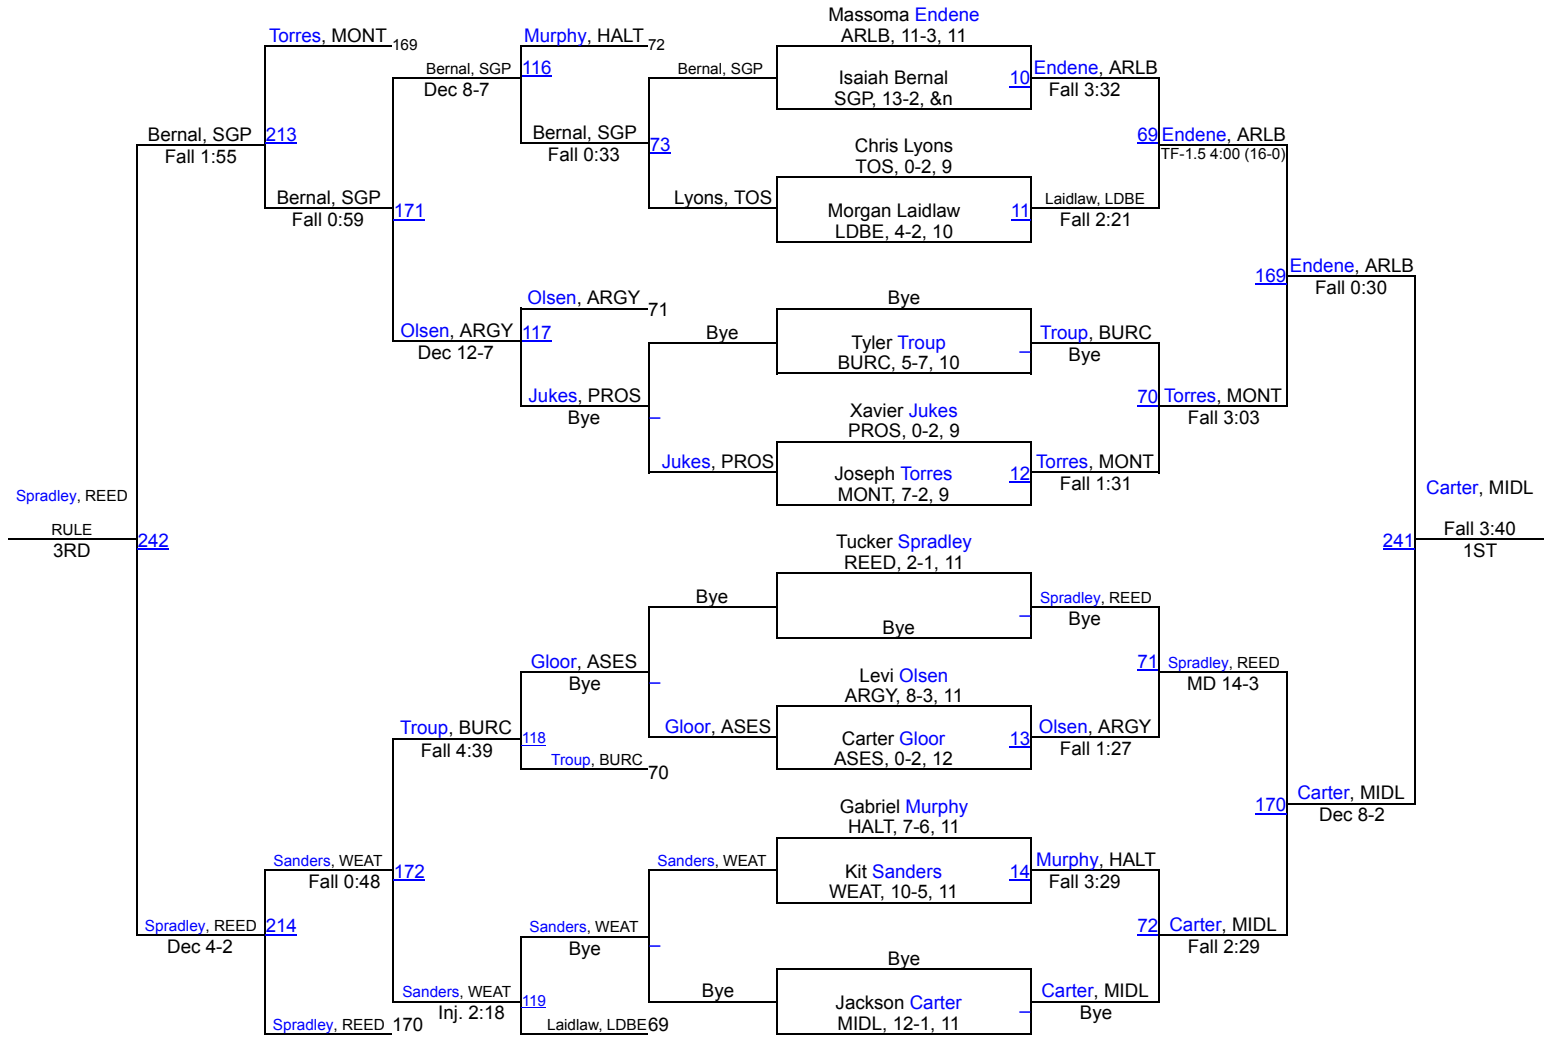 Massoma Endene
ARLB, 11-3, 11
Torres, MONT 169
Murphy, HALT 72
Bernal, SGP
116
Dec 8-7
Bernal, SGP
Isaiah Bernal
SGP, 13-2, &n
10
Endene, ARLB
Fall 3:32
Bernal, SGP
Fall 1:55
213
Bernal, SGP
Fall 0:33
73
Chris Lyons
TOS, 0-2, 9
69
Endene, ARLB
TF-1.5 4:00 (16-0)
Bernal, SGP
Fall 0:59
171
Lyons, TOS
Morgan Laidlaw
LDBE, 4-2, 10
11
Laidlaw, LDBE
Fall 2:21
169
Endene, ARLB
Fall 0:30
Olsen, ARGY 71
Bye
Olsen, ARGY
Dec 12-7
117
Bye
Tyler Troup
BURC, 5-7, 10
Troup, BURC
Bye
Jukes, PROS
Bye
Xavier Jukes
PROS, 0-2, 9
70
Torres, MONT
Fall 3:03
Jukes, PROS
Joseph Torres
MONT, 7-2, 9
12
Torres, MONT
Fall 1:31
Spradley, REED
RULE
3RD
242
Carter, MIDL
Fall 3:40
1ST
241
Tucker Spradley
REED, 2-1, 11
Bye
Bye
Spradley, REED
Bye
Gloor, ASES
Bye
Levi Olsen
ARGY, 8-3, 11
71
Spradley, REED
MD 14-3
Troup, BURC
Fall 4:39
118
Gloor, ASES
Carter Gloor
ASES, 0-2, 12
13
Olsen, ARGY
Fall 1:27
Troup, BURC 70
Gabriel Murphy
HALT, 7-6, 11
170
Carter, MIDL
Dec 8-2
Sanders, WEAT
Fall 0:48
172
Sanders, WEAT
Kit Sanders
WEAT, 10-5, 11
14
Murphy, HALT
Fall 3:29
Spradley, REED
Dec 4-2
214
Sanders, WEAT
Bye
72
Carter, MIDL
Fall 2:29
Bye
Sanders, WEAT
Inj. 2:18
119
Bye
Jackson Carter
MIDL, 12-1, 11
Carter, MIDL
Bye
Spradley, REED 170
Laidlaw, LDBE 69